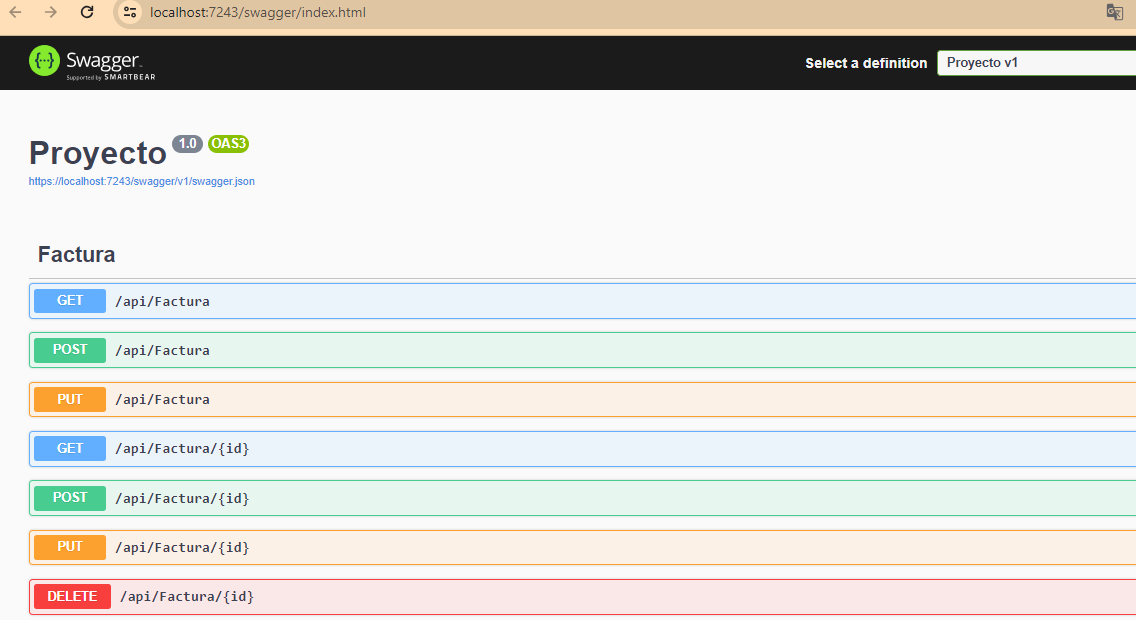 localhost:7243/swagger/index.html
Swagger
Supported by SMARTBEAR
Select a definition
Proyecto v1
Proyecto 1.0 OAS3
https://localhost:7243/swagger/v1/swagger.json
Factura
GET /api/Factura
POST /api/Factura
PUT /api/Factura
GET /api/Factura/{id}
POST /api/Factura/{id}
PUT /api/Factura/{id}
DELETE /api/Factura/{id}